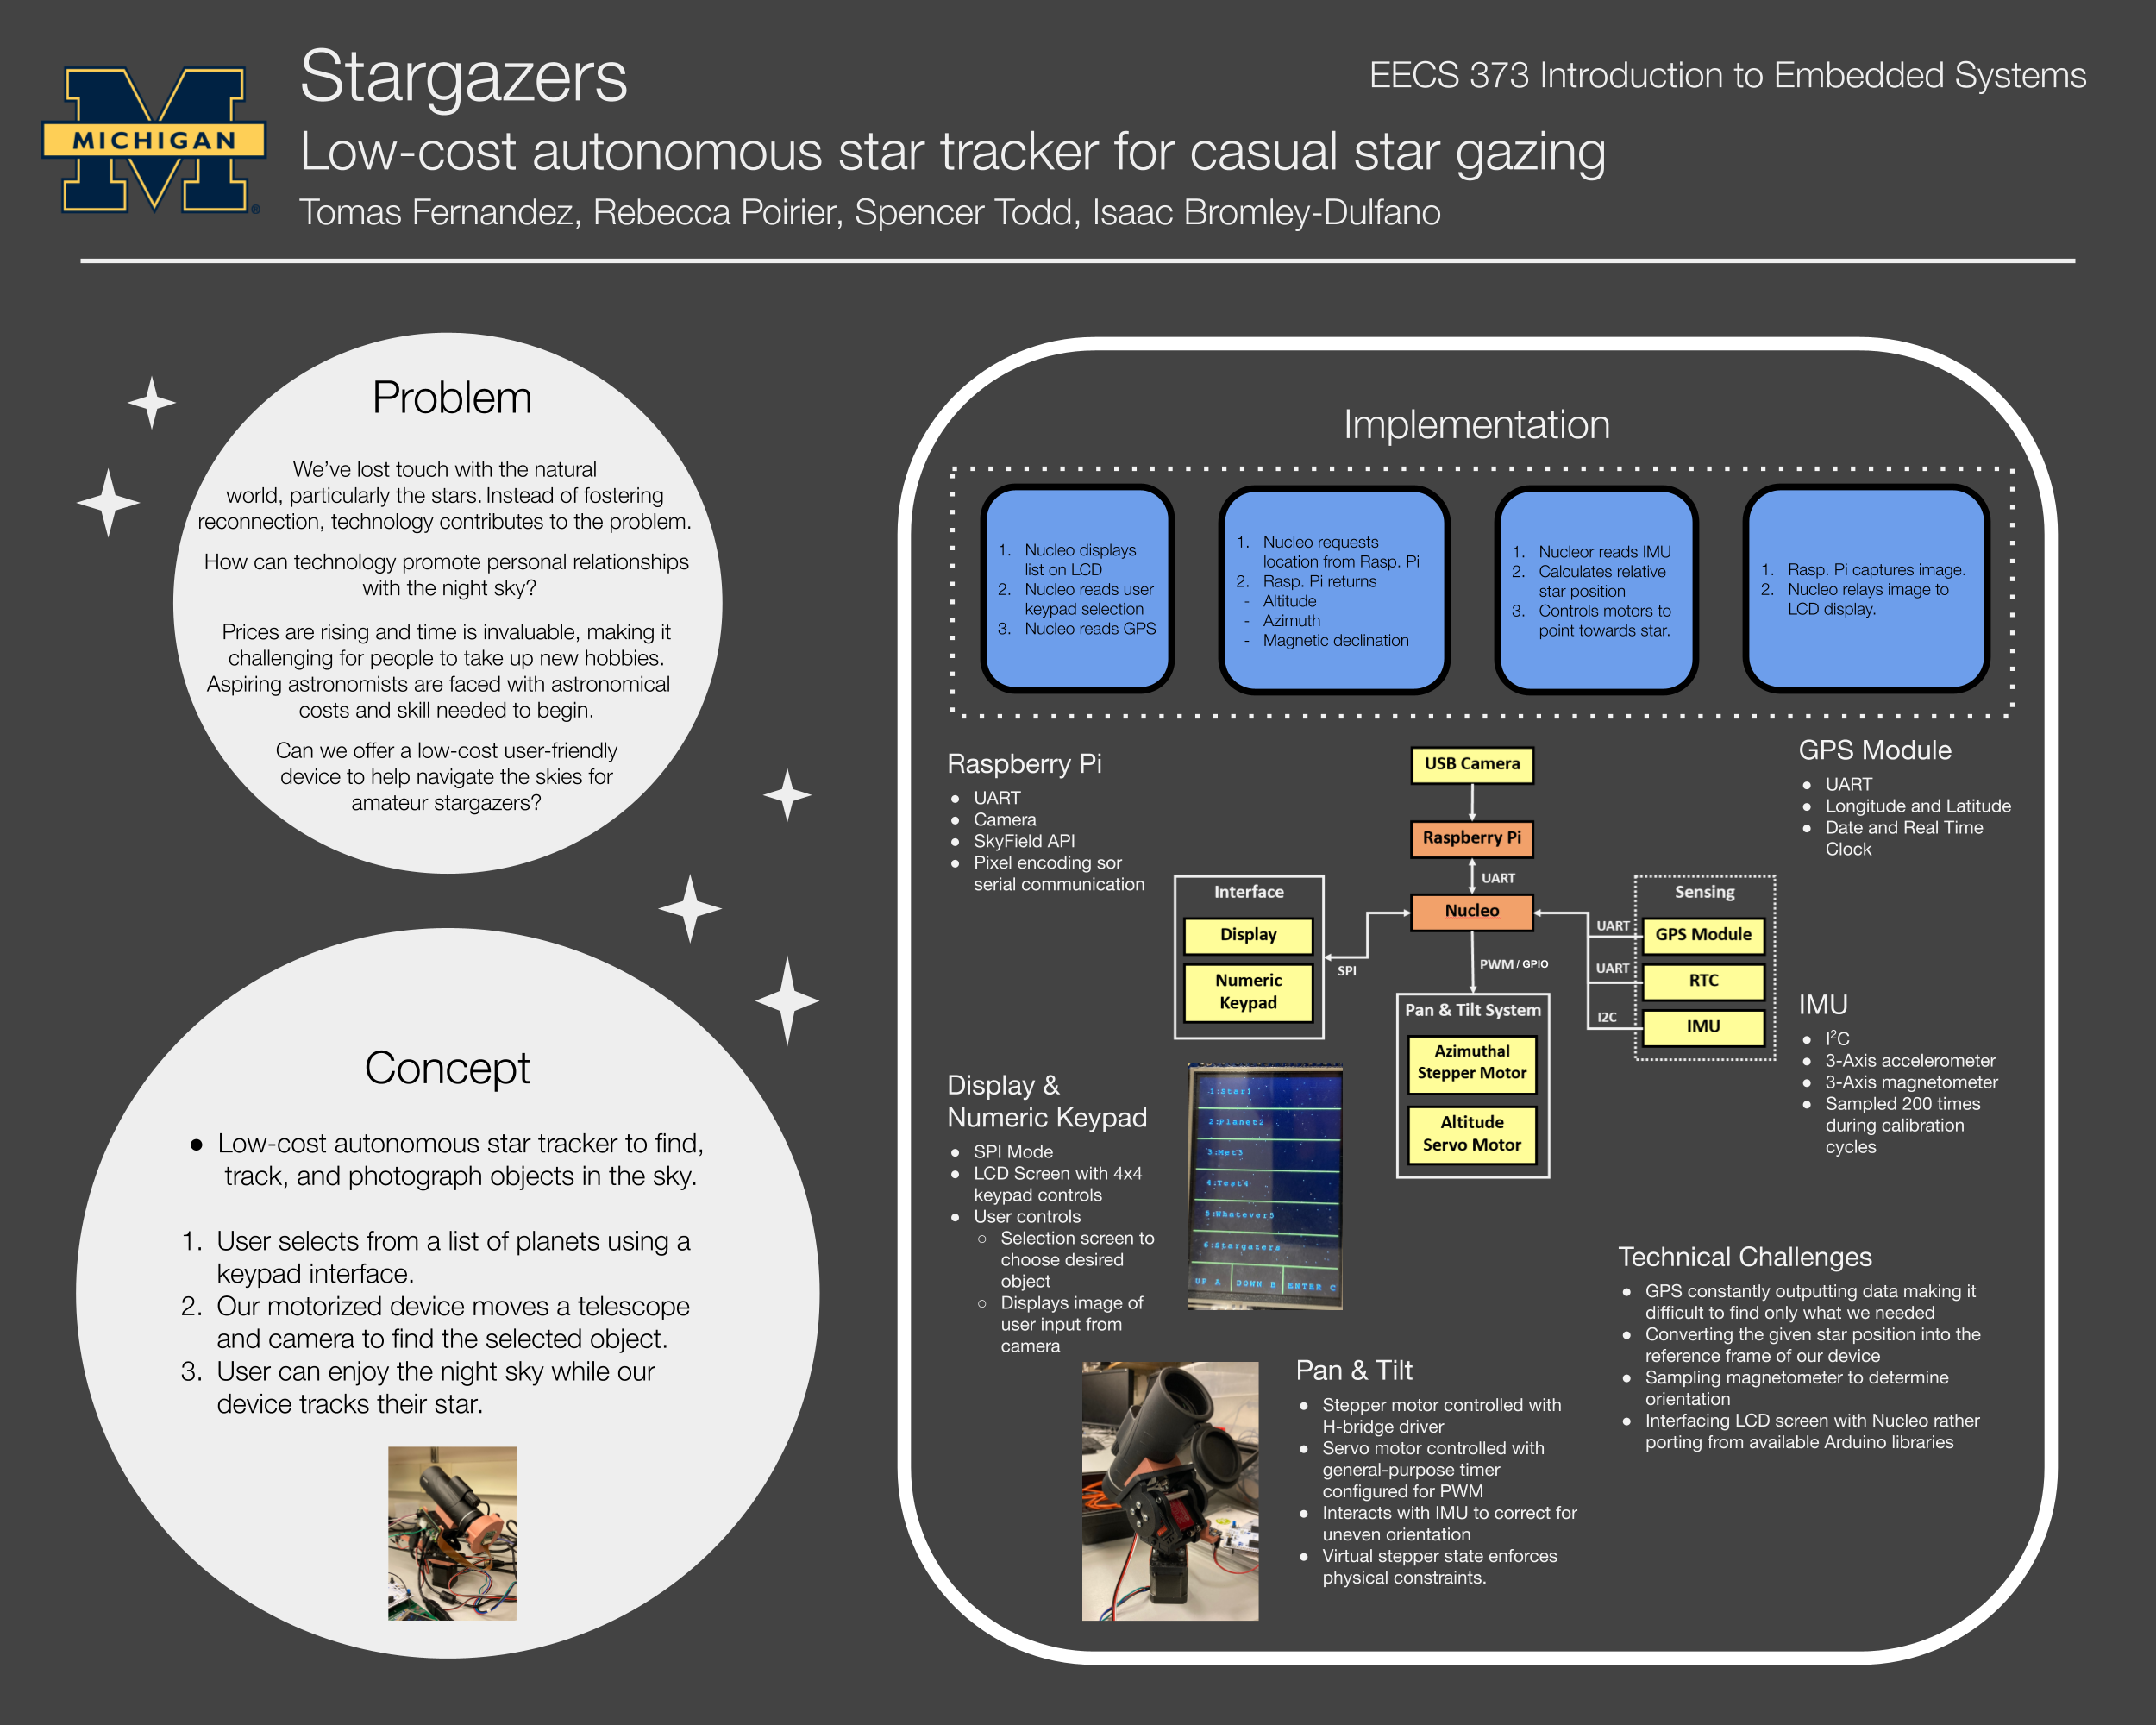 MICHIGAN
®
Stargazers
EECS 373 Introduction to Embedded Systems
Low-cost autonomous star tracker for casual star gazing
Tomas Fernandez, Rebecca Poirier, Spencer Todd, Isaac Bromley-Dulfano
Problem
We've lost touch with the natural
world, particularly the stars. Instead of fostering
reconnection, technology contributes to the problem.
How can technology promote personal relationships
with the night sky?
Prices are rising and time is invaluable, making it
challenging for people to take up new hobbies.
Aspiring astronomists are faced with astronomical
costs and skill needed to begin.
Can we offer a low-cost user-friendly
device to help navigate the skies for
amateur stargazers?
Concept
● Low-cost autonomous star tracker to find,
track, and photograph objects in the sky.
1. User selects from a list of planets using a
keypad interface.
2. Our motorized device moves a telescope
and camera to find the selected object.
3. User can enjoy the night sky while our
device tracks their star.
Implementation
1. Nucleo displays
list on LCD
2. Nucleo reads user
keypad selection
3. Nucleo reads GPS
1. Nucleo requests
location from Rasp. Pi
2. Rasp. Pi returns
- Altitude
- Azimuth
- Magnetic declination
1. Nucleor reads IMU
2. Calculates relative
star position
3. Controls motors to
point towards star.
1. Rasp. Pi captures image.
2. Nucleo relays image to
LCD display.
Raspberry Pi
● UART
● Camera
● SkyField API
● Pixel encoding sor
serial communication
USB Camera
Raspberry Pi
UART
Nucleo
Interface
Display
Numeric
Keypad
SPI
PWM / GPIO
Pan & Tilt System
Azimuthal
Stepper Motor
Altitude
Servo Motor
Sensing
UART
GPS Module
UART
RTC
I2C
IMU
GPS Module
● UART
● Longitude and Latitude
● Date and Real Time
Clock
IMU
● I²C
● 3-Axis accelerometer
● 3-Axis magnetometer
● Sampled 200 times
during calibration
cycles
Display &
Numeric Keypad
● SPI Mode
● LCD Screen with 4x4
keypad controls
● User controls
○ Selection screen to
choose desired
object
○ Displays image of
user input from
camera
1:Star1
2:Planet2
3:Met3
4:Test4
5:Whatever5
6:Stargazers
UP A DOWN B ENTER C
Pan & Tilt
● Stepper motor controlled with
H-bridge driver
● Servo motor controlled with
general-purpose timer
configured for PWM
● Interacts with IMU to correct for
uneven orientation
● Virtual stepper state enforces
physical constraints.
Technical Challenges
● GPS constantly outputting data making it
difficult to find only what we needed
● Converting the given star position into the
reference frame of our device
● Sampling magnetometer to determine
orientation
● Interfacing LCD screen with Nucleo rather
porting from available Arduino libraries